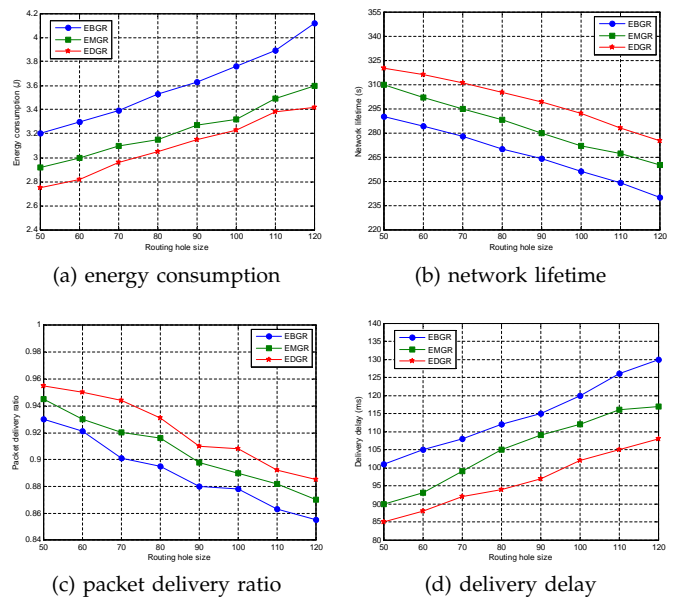 4.2
4
3.8
3.6
3.4
3.2
3
2.8
2.6
2.4
Energy consumption (J)
EBGR
EMGR
EDGR
50 60 70 80 90 100 110 120
Routing hole size
(a) energy consumption
355
340
325
310
295
280
265
250
235
220
Network lifetime (s)
EBGR
EMGR
EDGR
50 60 70 80 90 100 110 120
Routing hole size
(b) network lifetime
1
0.98
0.96
0.94
0.92
0.9
0.88
0.86
0.84
Packet delivery ratio
EBGR
EMGR
EDGR
50 60 70 80 90 100 110 120
Routing hole size
(c) packet delivery ratio
140
135
130
125
120
115
110
105
100
95
90
85
80
Delivery delay (ms)
EBGR
EMGR
EDGR
50 60 70 80 90 100 110 120
Routing hole size
(d) delivery delay